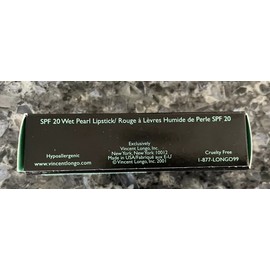 SPF 20 Wet Pearl Lipstick/ Rouge à Lèvres Humide de Perle SPF 20
Exclusively
Vincent Longo, Inc.
New York, New York 10012
Made in USA/Fabriqué aux E-U
© Vincent Longo, Inc. 2001
Hypoallergenic
www.vincentlongo.com
Cruelty Free
1-877-LONGO99